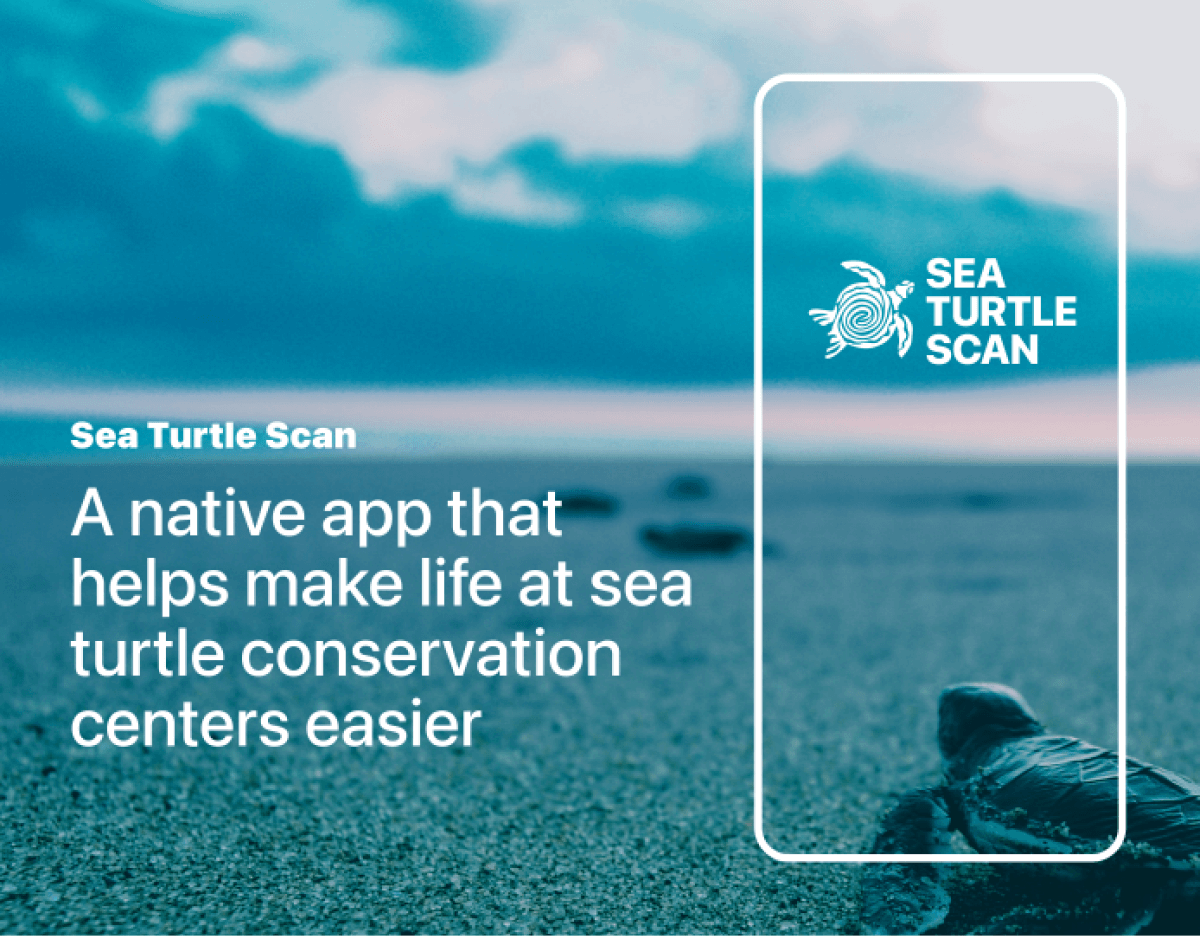 SEA
TURTLE
SCAN
Sea Turtle Scan
A native app that
helps make life at sea
turtle conservation
centers easier